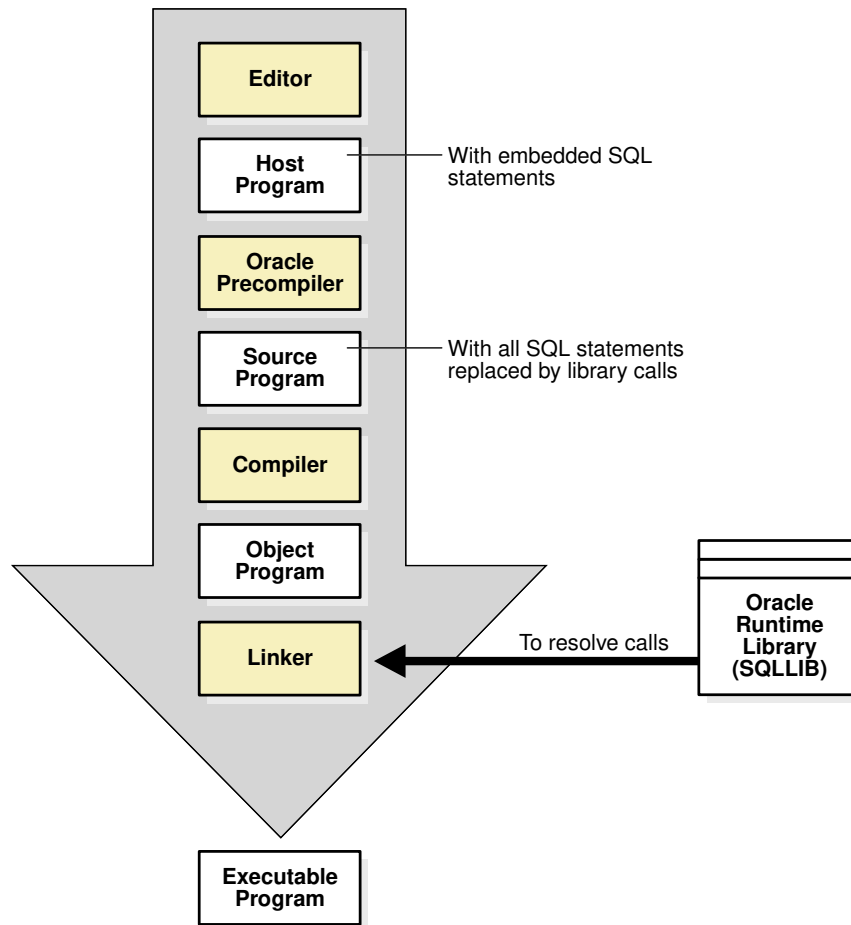 Editor
Host
Program
With embedded SQL
statements
Oracle
Precompiler
Source
Program
With all SQL statements
replaced by library calls
Compiler
Object
Program
Linker
To resolve calls
Oracle
Runtime
Library
(SQLLIB)
Executable
Program